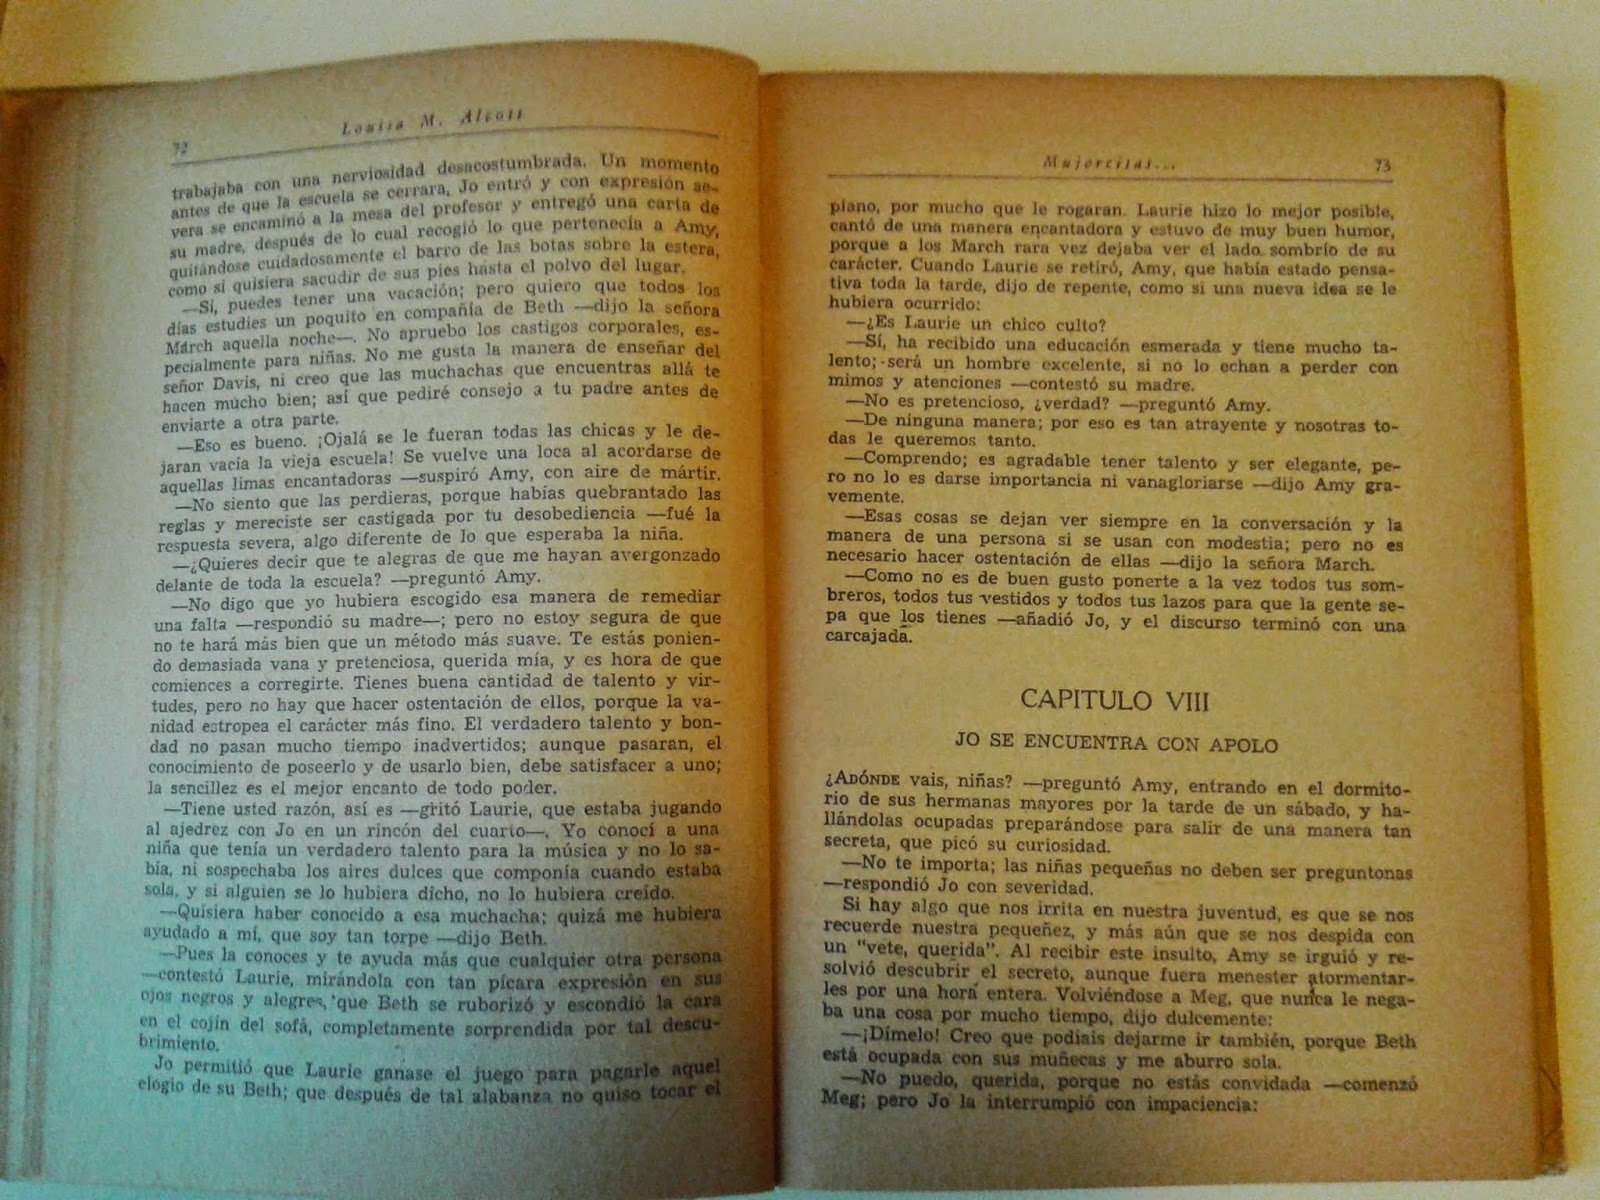 72
Louisa M. Alcott
trabajaba con una nerviosidad desacostumbrada. Un momento
antes de que la escuela se cerrara, Jo entró y con expresión se-
vera se encaminó a la mesa del profesor y entregó una carta de
su madre, después de lo cual recogió lo que pertenecía a Amy,
quitándose cuidadosamente el barro de las botas sobre la estera,
como si quisiera sacudir de sus pies hasta el polvo del lugar.
—Sí, puedes tener una vacación; pero quiero que todos los
días estudies un poquito en compañía de Beth —dijo la señora
March aquella noche—. No apruebo los castigos corporales, es-
pecialmente para niñas. No me gusta la manera de enseñar del
señor Davis, ni creo que las muchachas que encuentras allá te
hacen mucho bien; así que pediré consejo a tu padre antes de
enviarte a otra parte.
—Eso es bueno. ¡Ojalá se le fueran todas las chicas y le de-
jaran vacía la vieja escuela! Se vuelve una loca al acordarse de
aquellas limas encantadoras —suspiró Amy, con aire de mártir.
—No siento que las perdieras, porque habías quebrantado las
reglas y mereciste ser castigada por tu desobediencia —fué la
respuesta severa, algo diferente de lo que esperaba la niña.
—¿Quieres decir que te alegras de que me hayan avergonzado
delante de toda la escuela? —preguntó Amy.
—No digo que yo hubiera escogido esa manera de remediar
una falta —respondió su madre—; pero no estoy segura de que
no te hará más bien que un método más suave. Te estás ponien-
do demasiada vana y pretenciosa, querida mía, y es hora de que
comiences a corregirte. Tienes buena cantidad de talento y vir-
tudes, pero no hay que hacer ostentación de ellos, porque la va-
nidad estropea el carácter más fino. El verdadero talento y bon-
dad no pasan mucho tiempo inadvertidos; aunque pasaran, el
conocimiento de poseerlo y de usarlo bien, debe satisfacer a uno;
la sencillez es el mejor encanto de todo poder.
—Tiene usted razón, así es —gritó Laurie, que estaba jugando
al ajedrez con Jo en un rincón del cuarto—. Yo conocí a una
niña que tenía un verdadero talento para la música y no lo sa-
bía, ni sospechaba los aires dulces que componía cuando estaba
sola, y si alguien se lo hubiera dicho, no lo hubiera creído.
—Quisiera haber conocido a esa muchacha; quizá me hubiera
ayudado a mí, que soy tan torpe —dijo Beth.
—Pues la conoces y te ayuda más que cualquier otra persona
—contestó Laurie, mirándola con tan pícara expresión en sus
ojos negros y alegres, que Beth se ruborizó y escondió la cara
en el cojín del sofá, completamente sorprendida por tal descu-
brimiento.
Jo permitió que Laurie ganase el juego para pagarle aquel
elogio de su Beth; que después de tal alabanza no quiso tocar el
Mujercitas...
73
piano, por mucho que le rogaran. Laurie hizo lo mejor posible,
cantó de una manera encantadora y estuvo de muy buen humor,
porque a los March rara vez dejaba ver el lado sombrío de su
carácter. Cuando Laurie se retiró, Amy, que había estado pensa-
tiva toda la tarde, dijo de repente, como si una nueva idea se le
hubiera ocurrido:
—¿Es Laurie un chico culto?
—Sí, ha recibido una educación esmerada y tiene mucho ta-
lento; será un hombre excelente, si no lo echan a perder con
mimos y atenciones —contestó su madre.
—No es pretencioso, ¿verdad? —preguntó Amy.
—De ninguna manera; por eso es tan atrayente y nosotras to-
das le queremos tanto.
—Comprendo; es agradable tener talento y ser elegante, pe-
ro no lo es darse importancia ni vanagloriarse —dijo Amy gra-
vemente.
—Esas cosas se dejan ver siempre en la conversación y la
manera de una persona si se usan con modestia; pero no es
necesario hacer ostentación de ellas —dijo la señora March.
—Como no es de buen gusto ponerte a la vez todos tus som-
breros, todos tus vestidos y todos tus lazos para que la gente se-
pa que los tienes —añadió Jo, y el discurso terminó con una
carcajada.
CAPITULO VIII
JO SE ENCUENTRA CON APOLO
¿ADÓNDE vais, niñas? —preguntó Amy, entrando en el dormito-
rio de sus hermanas mayores por la tarde de un sábado, y ha-
llándolas ocupadas preparándose para salir de una manera tan
secreta, que picó su curiosidad.
—No te importa; las niñas pequeñas no deben ser preguntonas
—respondió Jo con severidad.
Si hay algo que nos irrita en nuestra juventud, es que se nos
recuerde nuestra pequeñez, y más aún que se nos despida con
un "vete, querida". Al recibir este insulto, Amy se irguió y re-
solvió descubrir el secreto, aunque fuera menester atormentar-
les por una hora entera. Volviéndose a Meg, que nunca le nega-
ba una cosa por mucho tiempo, dijo dulcemente:
—¡Dímelo! Creo que podíais dejarme ir también, porque Beth
está ocupada con sus muñecas y me aburro sola.
—No puedo, querida, porque no estás convidada —comenzó
Meg; pero Jo la interrumpió con impaciencia: